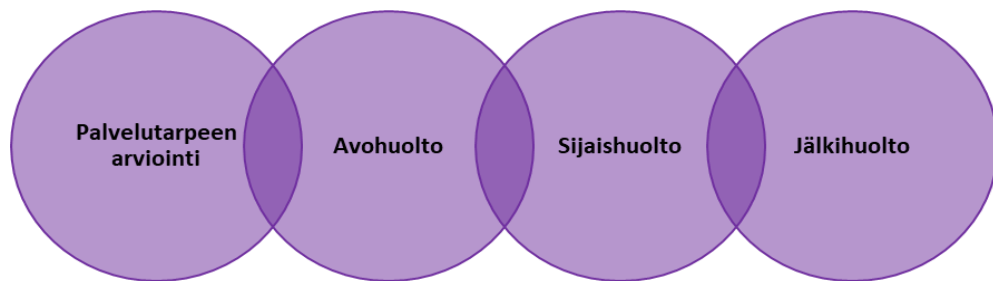 Palvelutarpeen
arviointi
Avohuolto
Sijaishuolto
Jälkihuolto